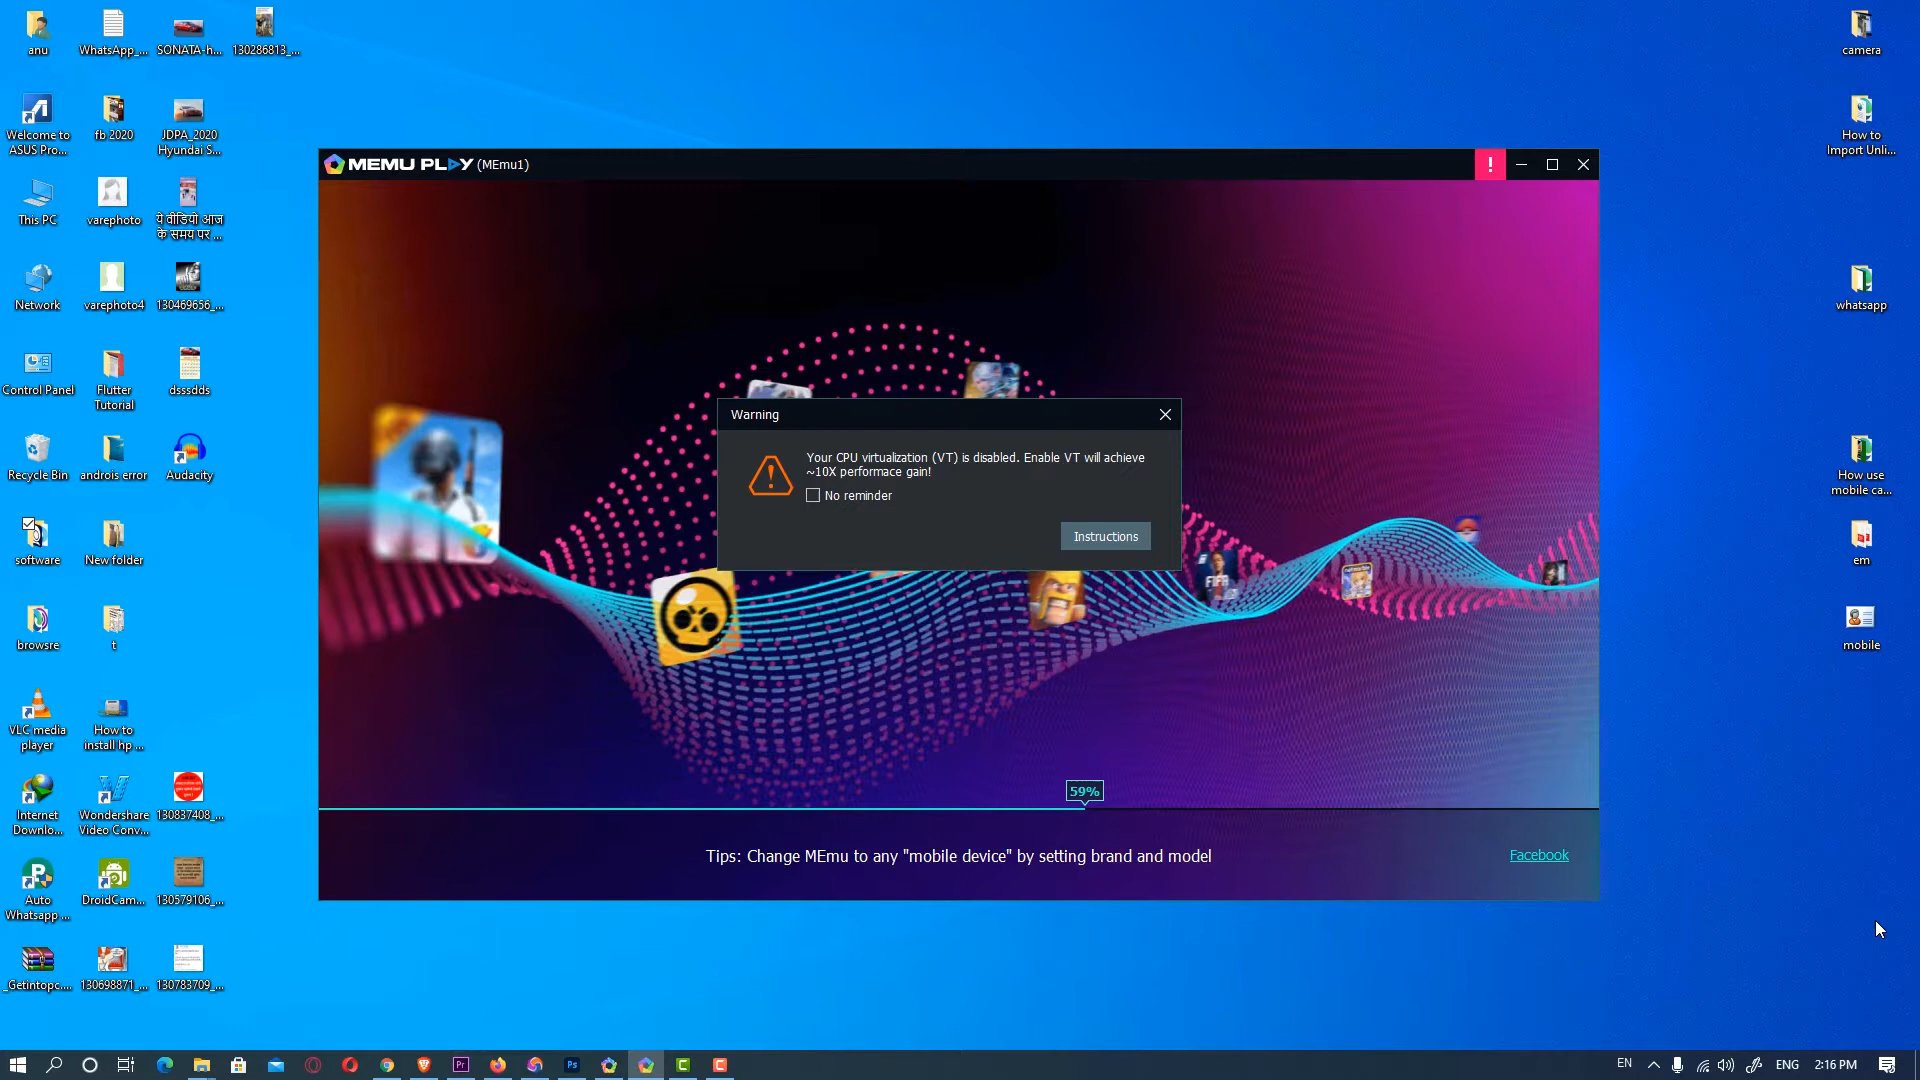 anu
WhatsApp_...
SONATA-h...
130286813_...
camera
Welcome to
ASUS Pro...
fb 2020
JDPA_2020
Hyundai S...
How to
Import Unli...
MEMU PLAY (MEmu1)
This PC
varephoto
ये वीडियो आज
के समय पर ...
Network
varephoto4
130469656_...
whatsapp
Control Panel
Flutter
Tutorial
dsssdds
Warning
Your CPU virtualization (VT) is disabled. Enable VT will achieve
~10X performace gain!
No reminder
Instructions
Recycle Bin
androis error
Audacity
How use
mobile ca...
software
New folder
em
FIFA
browsre
t
mobile
VLC media
player
How to
install hp ...
59%
Internet
Downlo...
Wondershare
Video Conv...
130837408_...
Tips: Change MEmu to any "mobile device" by setting brand and model
Facebook
Auto
Whatsapp ...
DroidCam...
130579106_...
_Getintopc....
130698871_...
130783709_...
Pr
Ps
EN
ENG
2:16 PM